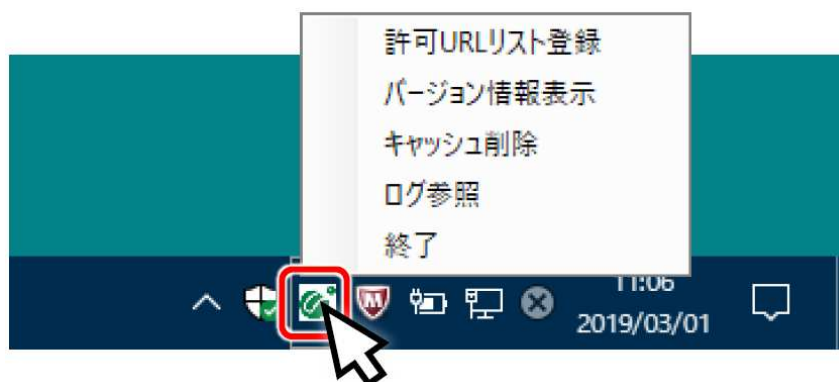 許可URLリスト登録
バージョン情報表示
キャッシュ削除
ログ参照
終了
11:06
2019/03/01